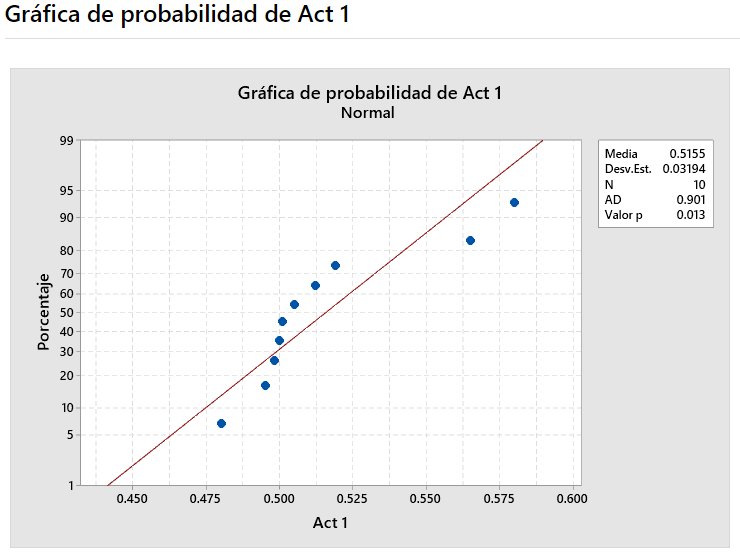 Gráfica de probabilidad de Act 1
Gráfica de probabilidad de Act 1
Normal
99
95
90
80
70
60
50
40
30
20
10
5
1
Porcentaje
0.450 0.475 0.500 0.525 0.550 0.575 0.600
Act 1
Media 0.5155
Desv.Est. 0.03194
N 10
AD 0.901
Valor p 0.013